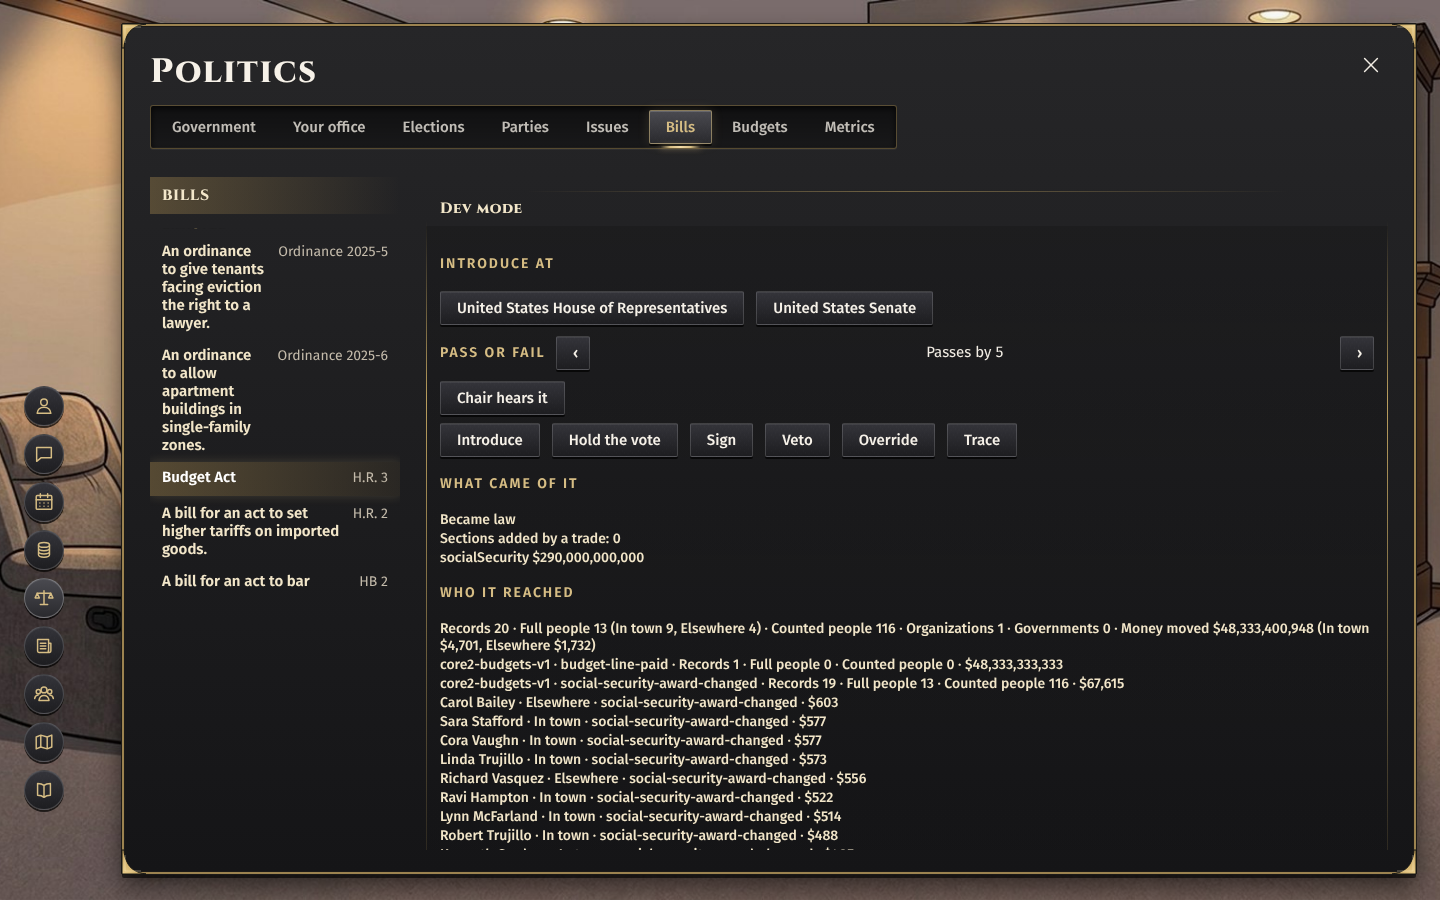 Politics
Government
Your office
Elections
Parties
Issues
Bills
Budgets
Metrics
BILLS
An ordinance to give tenants facing eviction the right to a lawyer.
Ordinance 2025-5
An ordinance to allow apartment buildings in single-family zones.
Ordinance 2025-6
Budget Act
H.R. 3
A bill for an act to set higher tariffs on imported goods.
H.R. 2
A bill for an act to bar
HB 2
Dev mode
INTRODUCE AT
United States House of Representatives
United States Senate
PASS OR FAIL
‹
Passes by 5
›
Chair hears it
Introduce
Hold the vote
Sign
Veto
Override
Trace
WHAT CAME OF IT
Became law
Sections added by a trade: 0
socialSecurity $290,000,000,000
WHO IT REACHED
Records 20 · Full people 13 (In town 9, Elsewhere 4) · Counted people 116 · Organizations 1 · Governments 0 · Money moved $48,333,400,948 (In town
$4,701, Elsewhere $1,732)
core2-budgets-v1 · budget-line-paid · Records 1 · Full people 0 · Counted people 0 · $48,333,333,333
core2-budgets-v1 · social-security-award-changed · Records 19 · Full people 13 · Counted people 116 · $67,615
Carol Bailey · Elsewhere · social-security-award-changed · $603
Sara Stafford · In town · social-security-award-changed · $577
Cora Vaughn · In town · social-security-award-changed · $577
Linda Trujillo · In town · social-security-award-changed · $573
Richard Vasquez · Elsewhere · social-security-award-changed · $556
Ravi Hampton · In town · social-security-award-changed · $522
Lynn McFarland · In town · social-security-award-changed · $514
Robert Trujillo · In town · social-security-award-changed · $488